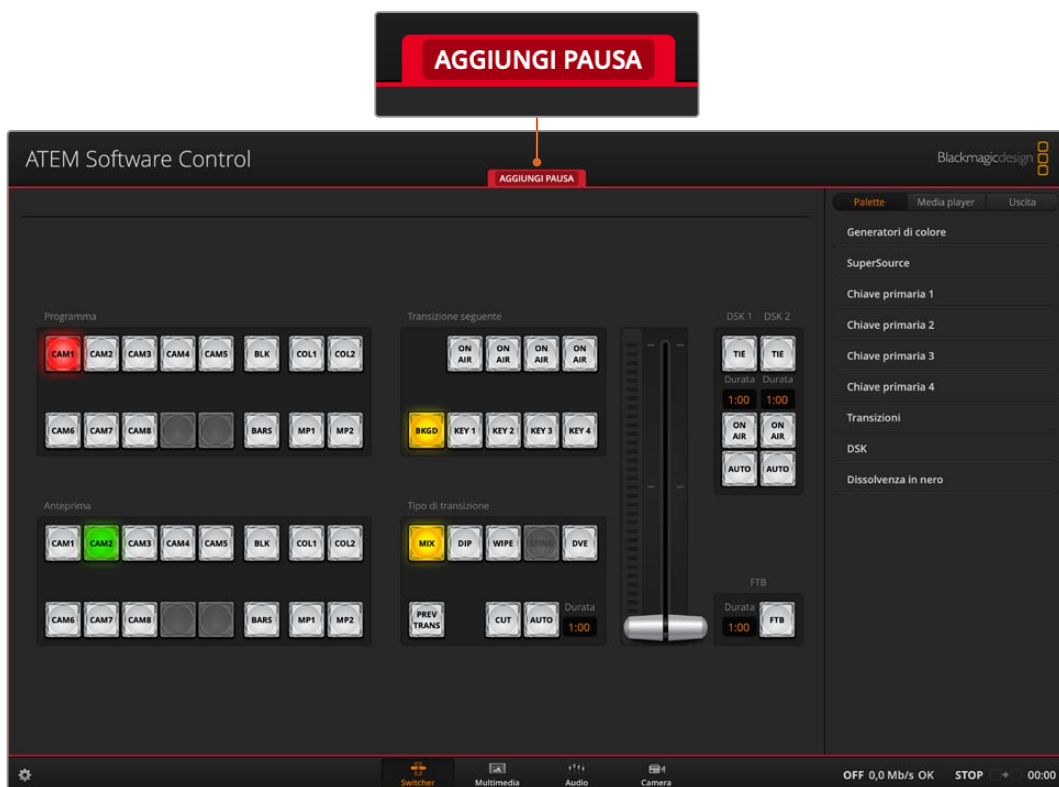 AGGIUNGI PAUSA
ATEM Software Control
Blackmagicdesign
AGGIUNGI PAUSA
Palette Media player Uscita
Generatori di colore
SuperSource
Chiave primaria 1
Chiave primaria 2
Chiave primaria 3
Chiave primaria 4
Transizioni
DSK
Dissolvenza in nero
Programma
CAM1 CAM2 CAM3 CAM4 CAM5 BLK COL1 COL2
CAM6 CAM7 CAM8 BARS MP1 MP2
Transizione seguente
ON AIR ON AIR ON AIR ON AIR
BKGD KEY 1 KEY 2 KEY 3 KEY 4
DSK 1 DSK 2
TIE TIE
Durata Durata
1:00 1:00
ON AIR ON AIR
AUTO AUTO
Anteprima
CAM1 CAM2 CAM3 CAM4 CAM5 BLK COL1 COL2
CAM6 CAM7 CAM8 BARS MP1 MP2
Tipo di transizione
MIX DIP WIPE STING DVE
PREV TRANS CUT AUTO
Durata
1:00
FTB
Durata
1:00 FTB
Switcher Multimedia Audio Camera
OFF 0,0 Mb/s OK STOP 00:00